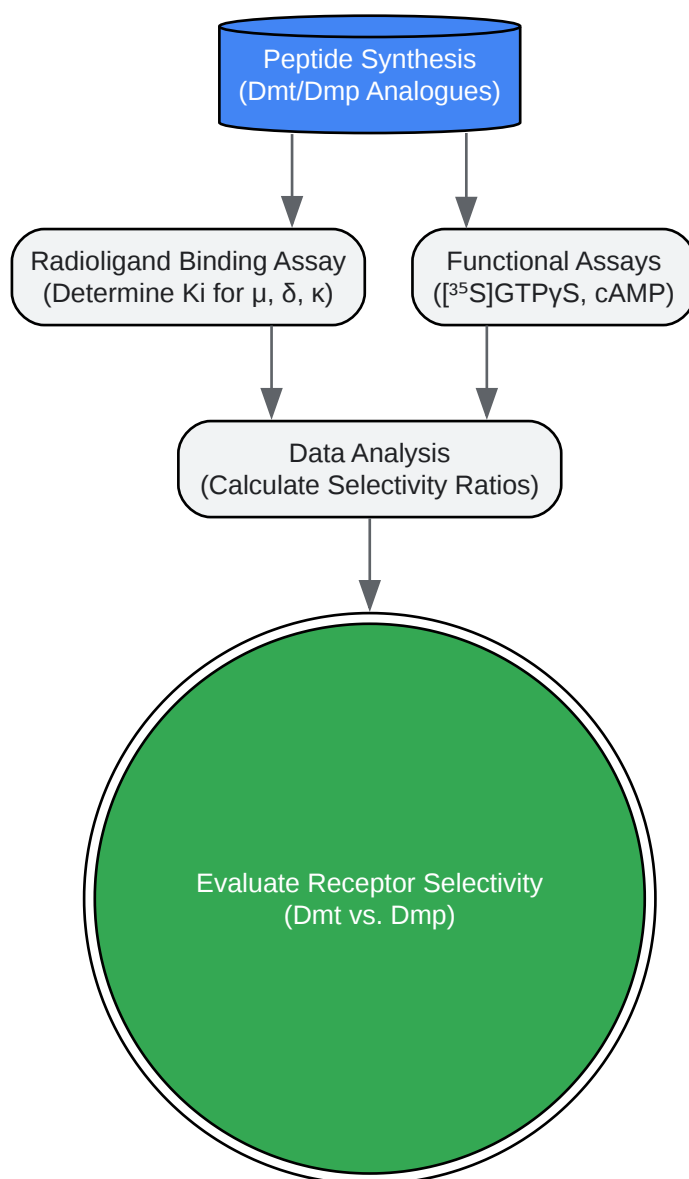 Peptide Synthesis
(Dmt/Dmp Analogues)
Radioligand Binding Assay
(Determine Ki for μ, δ, κ)
Functional Assays
([³⁵S]GTPγS, cAMP)
Data Analysis
(Calculate Selectivity Ratios)
Evaluate Receptor Selectivity
(Dmt vs. Dmp)